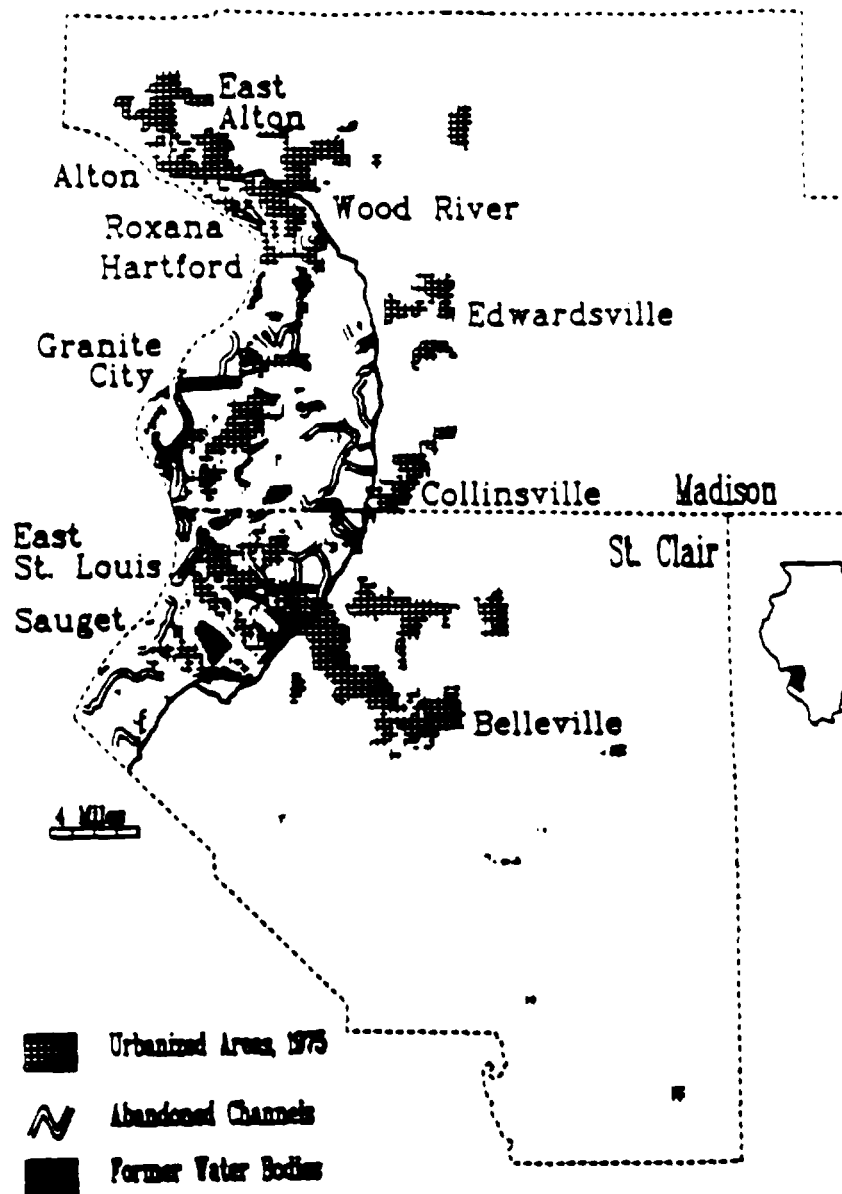 East
Alton
Alton
Wood River
Roxana
Hartford
Edwardsville
Granite
City
Collinsville
Madison
East
St. Louis
St. Clair
Sauget
Belleville
4 Miles
Urbanized Areas, 1975
Abandoned Channels
Former Water Bodies